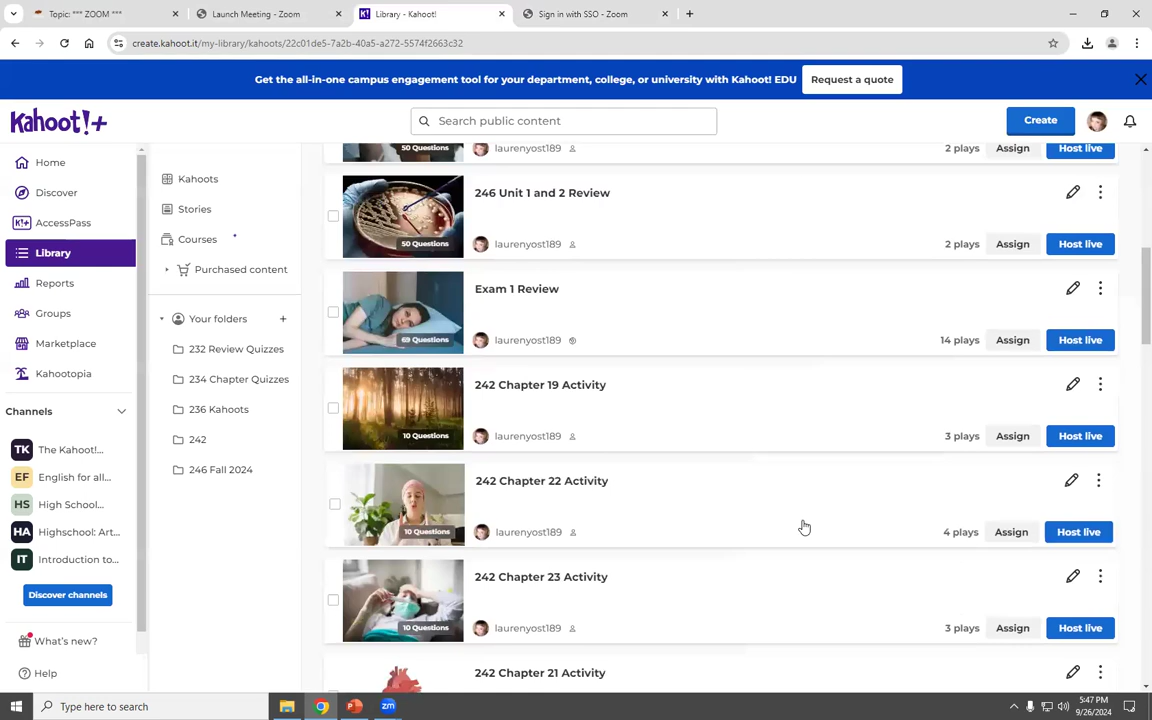 Topic: *** ZOOM ***
Launch Meeting - Zoom
Library - Kahoot!
Sign in with SSO - Zoom
create.kahoot.it/my-library/kahoots/22c01de5-7a2b-40a5-a272-5574f2663c32
Get the all-in-one campus engagement tool for your department, college, or university with Kahoot! EDU
Request a quote
Kahoot!+
Search public content
Create
Home
Discover
K!+ AccessPass
Library
Reports
Groups
Marketplace
Kahootopia
Channels
TK The Kahoot!...
EF English for all...
HS High School...
HA Highschool: Art...
IT Introduction to...
Discover channels
What's new?
Help
Kahoots
Stories
Courses
Purchased content
Your folders
232 Review Quizzes
234 Chapter Quizzes
236 Kahoots
242
246 Fall 2024
50 Questions
laurenyost189
2 plays
Assign
Host live
246 Unit 1 and 2 Review
50 Questions
laurenyost189
2 plays
Assign
Host live
Exam 1 Review
69 Questions
laurenyost189
14 plays
Assign
Host live
242 Chapter 19 Activity
10 Questions
laurenyost189
3 plays
Assign
Host live
242 Chapter 22 Activity
10 Questions
laurenyost189
4 plays
Assign
Host live
242 Chapter 23 Activity
10 Questions
laurenyost189
3 plays
Assign
Host live
242 Chapter 21 Activity
Type here to search
zm
5:47 PM
9/26/2024